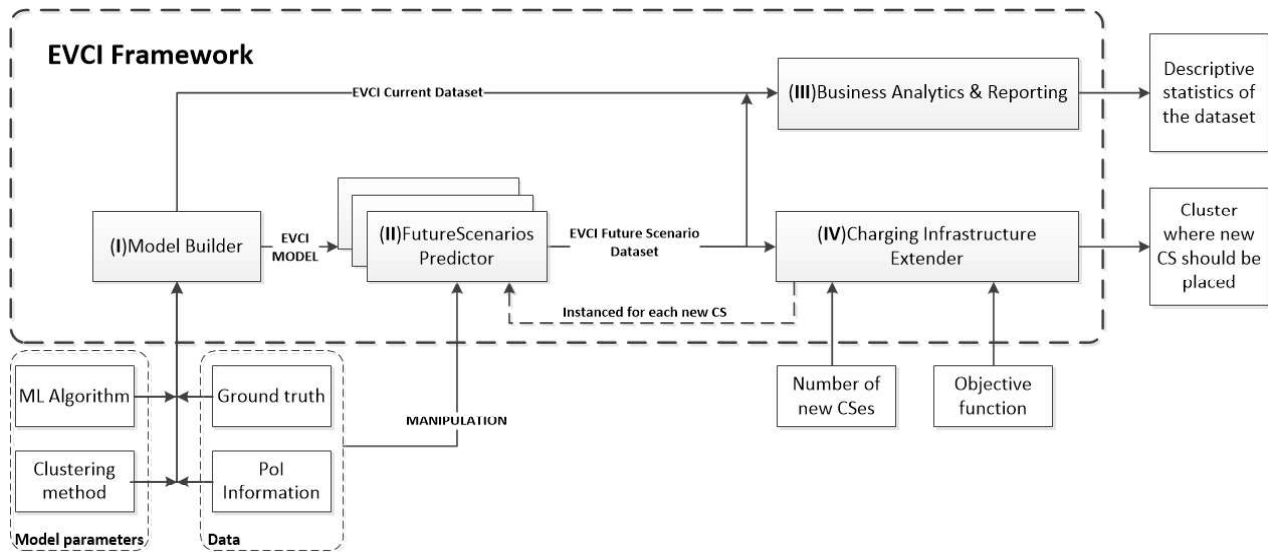 EVCI Framework
EVCI Current Dataset
(III)Business Analytics & Reporting
Descriptive
statistics of
the dataset
(I)Model Builder
EVCI
MODEL
(II)FutureScenarios
Predictor
EVCI Future Scenario
Dataset
(IV)Charging Infrastructure
Extender
Cluster
where new
CS should be
placed
Instanced for each new CS
ML Algorithm
Ground truth
MANIPULATION
Number of
new CSes
Objective
function
Clustering
method
PoI
Information
Model parameters
Data